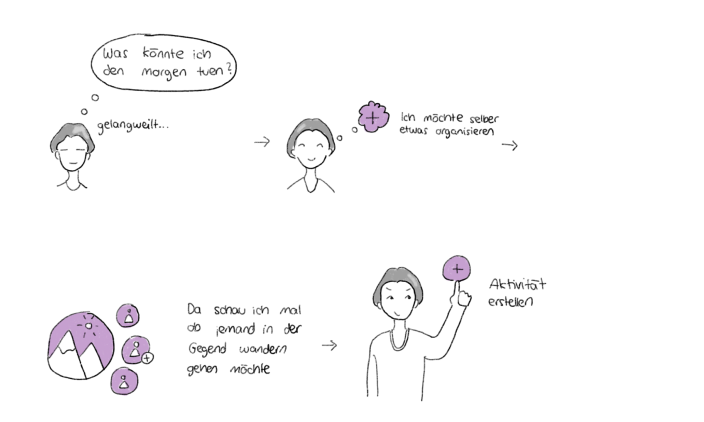 Was könnte ich
den morgen tuen?
gelangweilt...
Ich möchte selber
etwas organisieren
Da schau ich mal
ob jemand in der
Gegend wandern
gehen möchte
Aktivität
erstellen